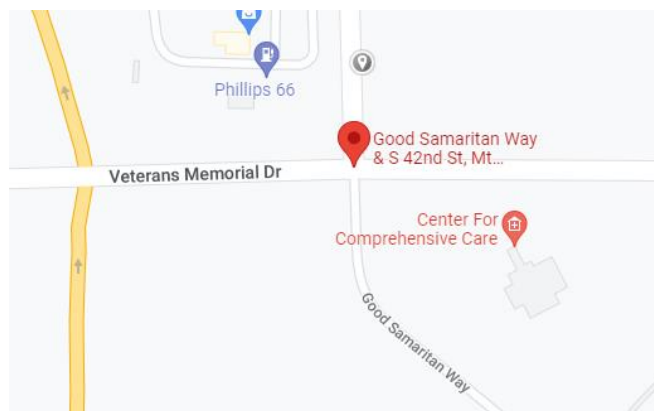 Phillips 66
Good Samaritan Way
& S 42nd St, Mt...
Veterans Memorial Dr
Center For
Comprehensive Care
Good Samaritan Way